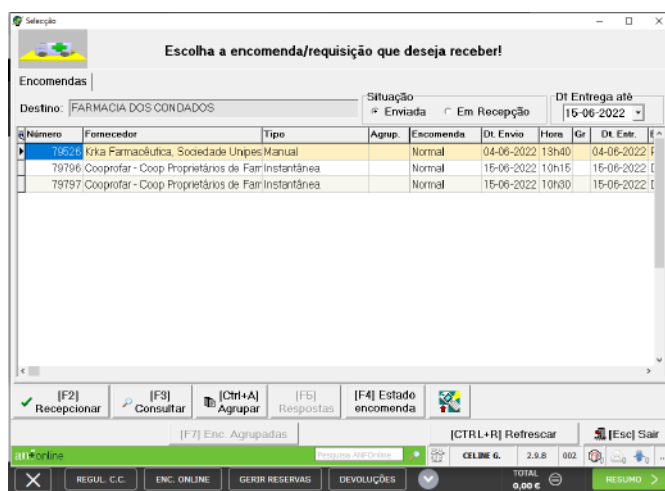 Selecção
Escolha a encomenda/requisição que deseja receber!
Encomendas
Situação
Dt Entrega até
Destino: FARMACIA DOS CONDADOS
Enviada Em Recepção 15-06-2022
Número Fornecedor Tipo Agrup. Encomenda Dt. Envio Hora Gr Dt. Entr. E
79526 Krka Farmacêutica, Sociedade Unipes Manual Normal 04-06-2022 13h40 04-06-2022 F
79796 Cooprofar - Coop Proprietários de Farr Instantânea Normal 15-06-2022 10h15 15-06-2022
79797 Cooprofar - Coop Proprietários de Farr Instantânea Normal 15-06-2022 10h30 15-06-2022
[F2] Recepcionar
[F3] Consultar
[Ctrl+A] Agrupar
[F5] Respostas
[F4] Estado encomenda
[F7] Enc. Agrupadas
[CTRL+R] Refrescar
[Esc] Sair
anfonline
Pesquisa ANFOnline
CELINE G. 2.9.8 002
REGUL. C.C. ENC. ONLINE GERIR RESERVAS DEVOLUÇÕES
TOTAL
0,00 €
RESUMO